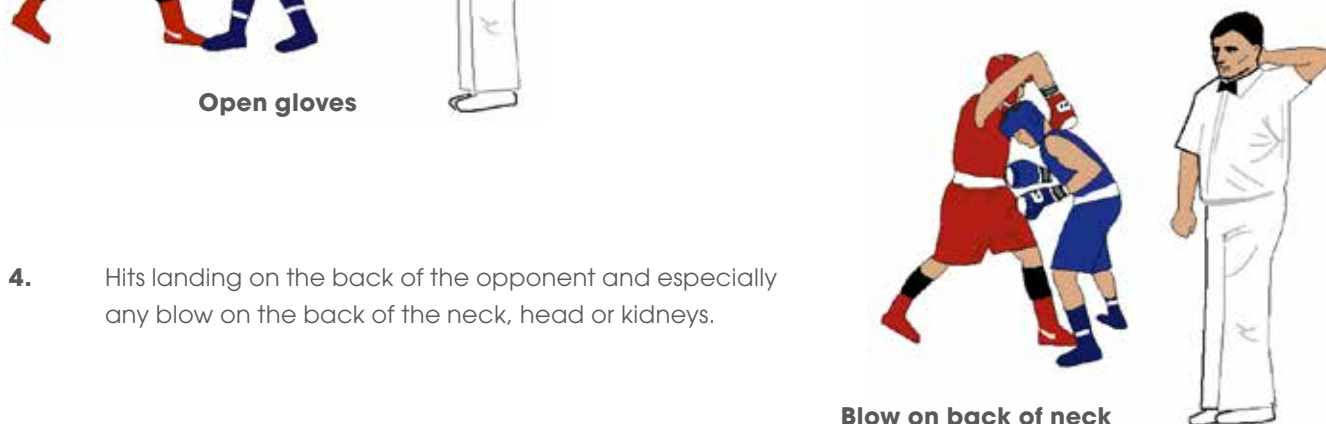 Open gloves
4. Hits landing on the back of the opponent and especially
any blow on the back of the neck, head or kidneys.
Blow on back of neck